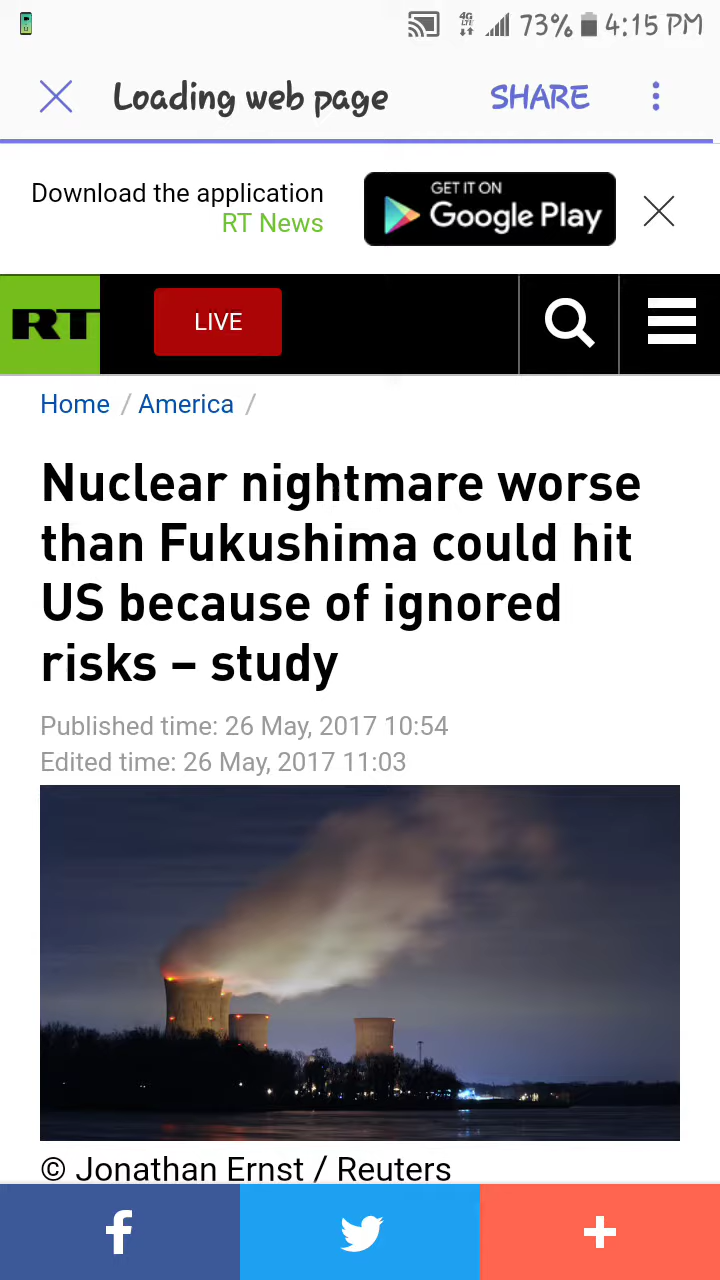 4G LTE 73% 4:15 PM
Loading web page SHARE
Download the application
RT News
GET IT ON
Google Play
RT LIVE
Home / America /
Nuclear nightmare worse
than Fukushima could hit
US because of ignored
risks – study
Published time: 26 May, 2017 10:54
Edited time: 26 May, 2017 11:03
© Jonathan Ernst / Reuters